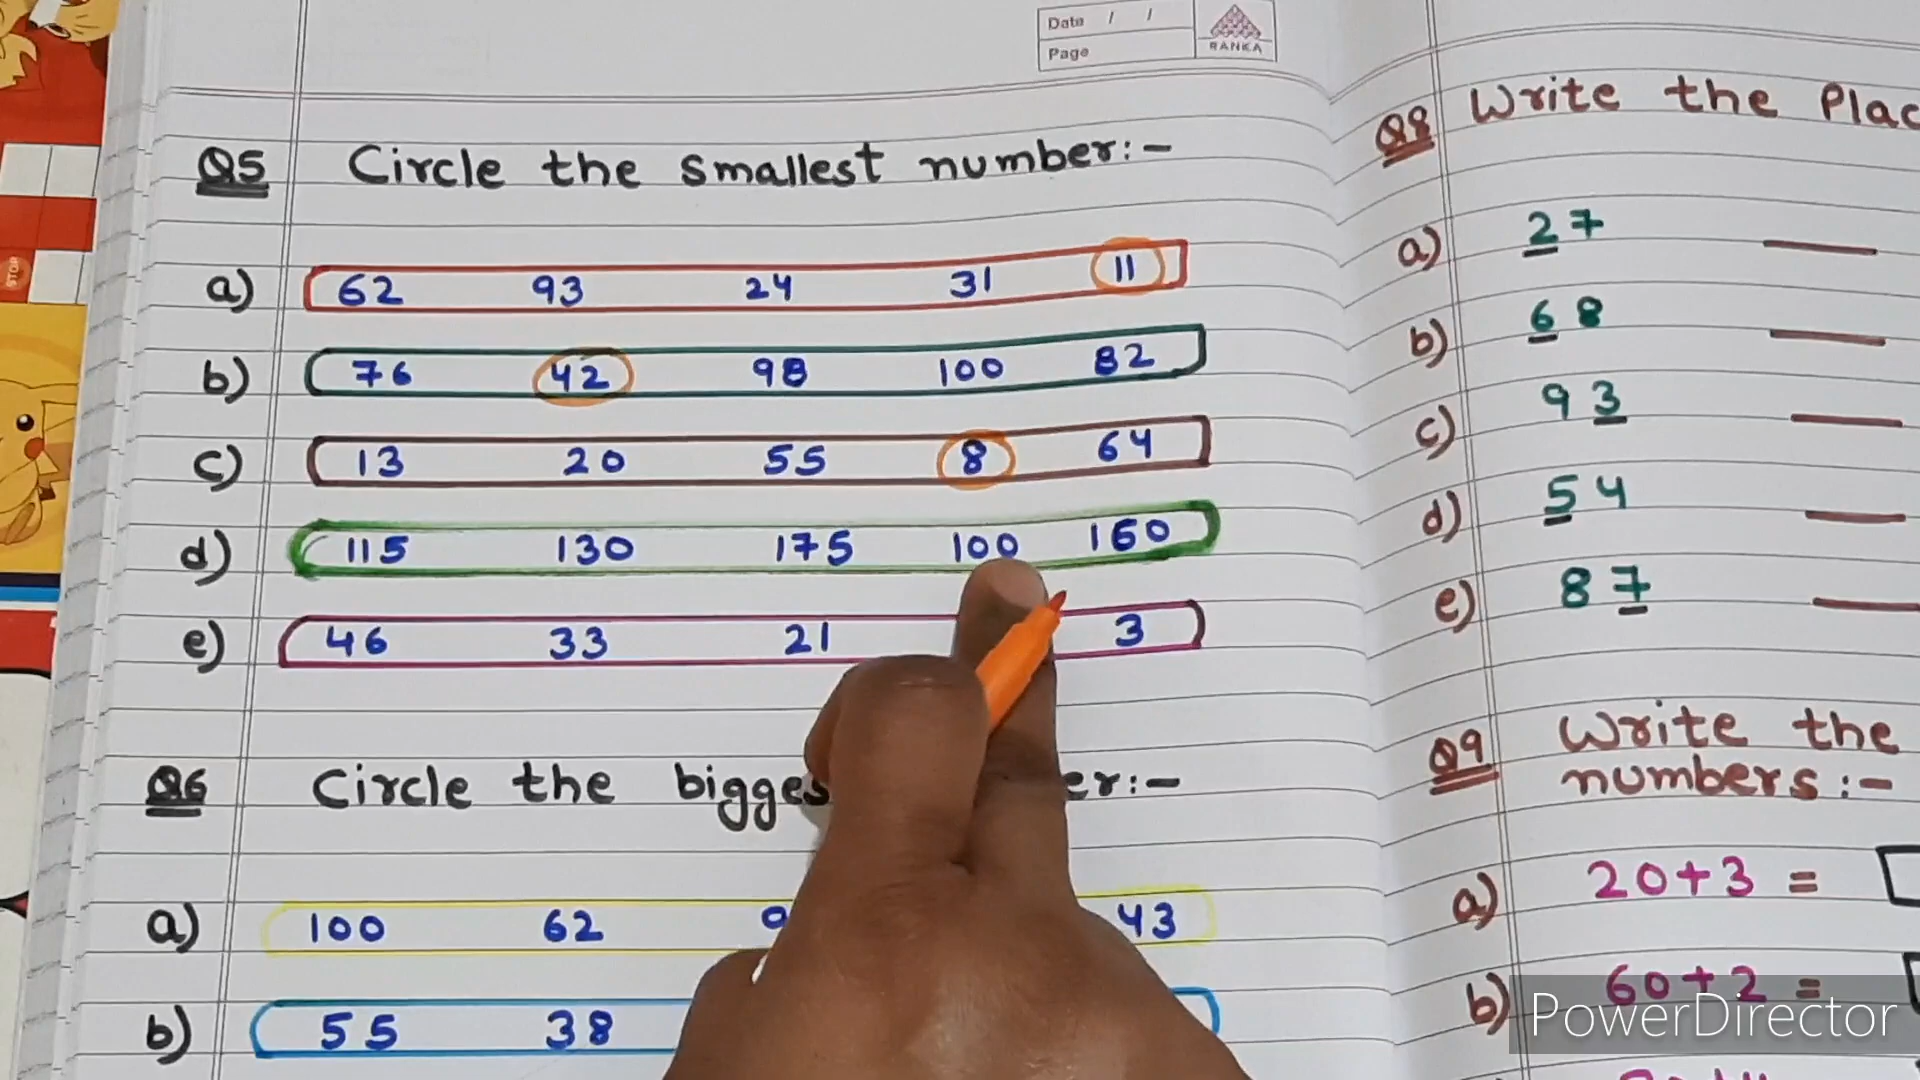 Date / /
Page
RANKA
Q5 Circle the smallest number:-
a) 62 93 24 31 11
b) 76 42 98 100 82
c) 13 20 55 8 64
d) 115 130 175 100 160
e) 46 33 21 3
Q6 Circle the
a) 100 62 43
b) 55 38
Q8 Write the Plac
a) 27
b) 68
c) 93
d) 54
e) 87
Q9 Write the
numbers:-
a) 20+3 =
b) 60+2 =
PowerDirector
STOP